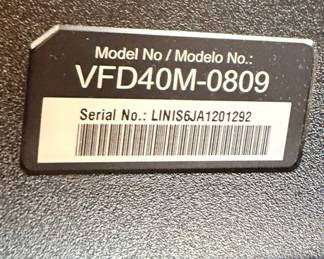 Model No / Modelo No.:
VFD40M-0809
Serial No.: LINIS6JA1201292